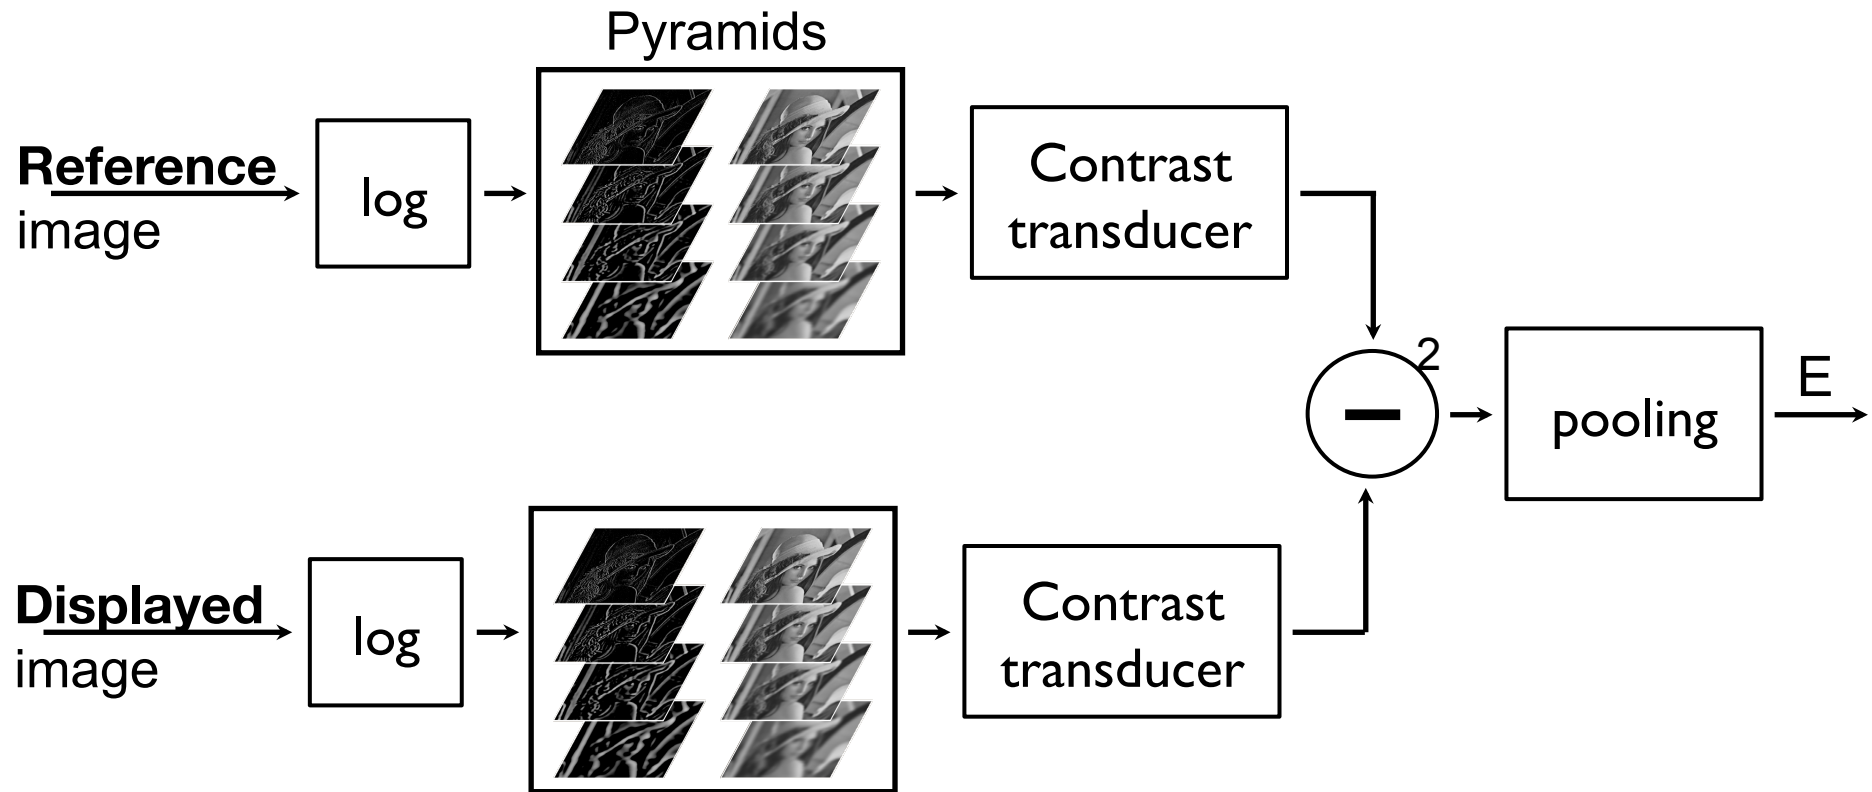 Pyramids
Reference
image
log
Contrast
transducer
2
−
pooling
E
Displayed
image
log
Contrast
transducer